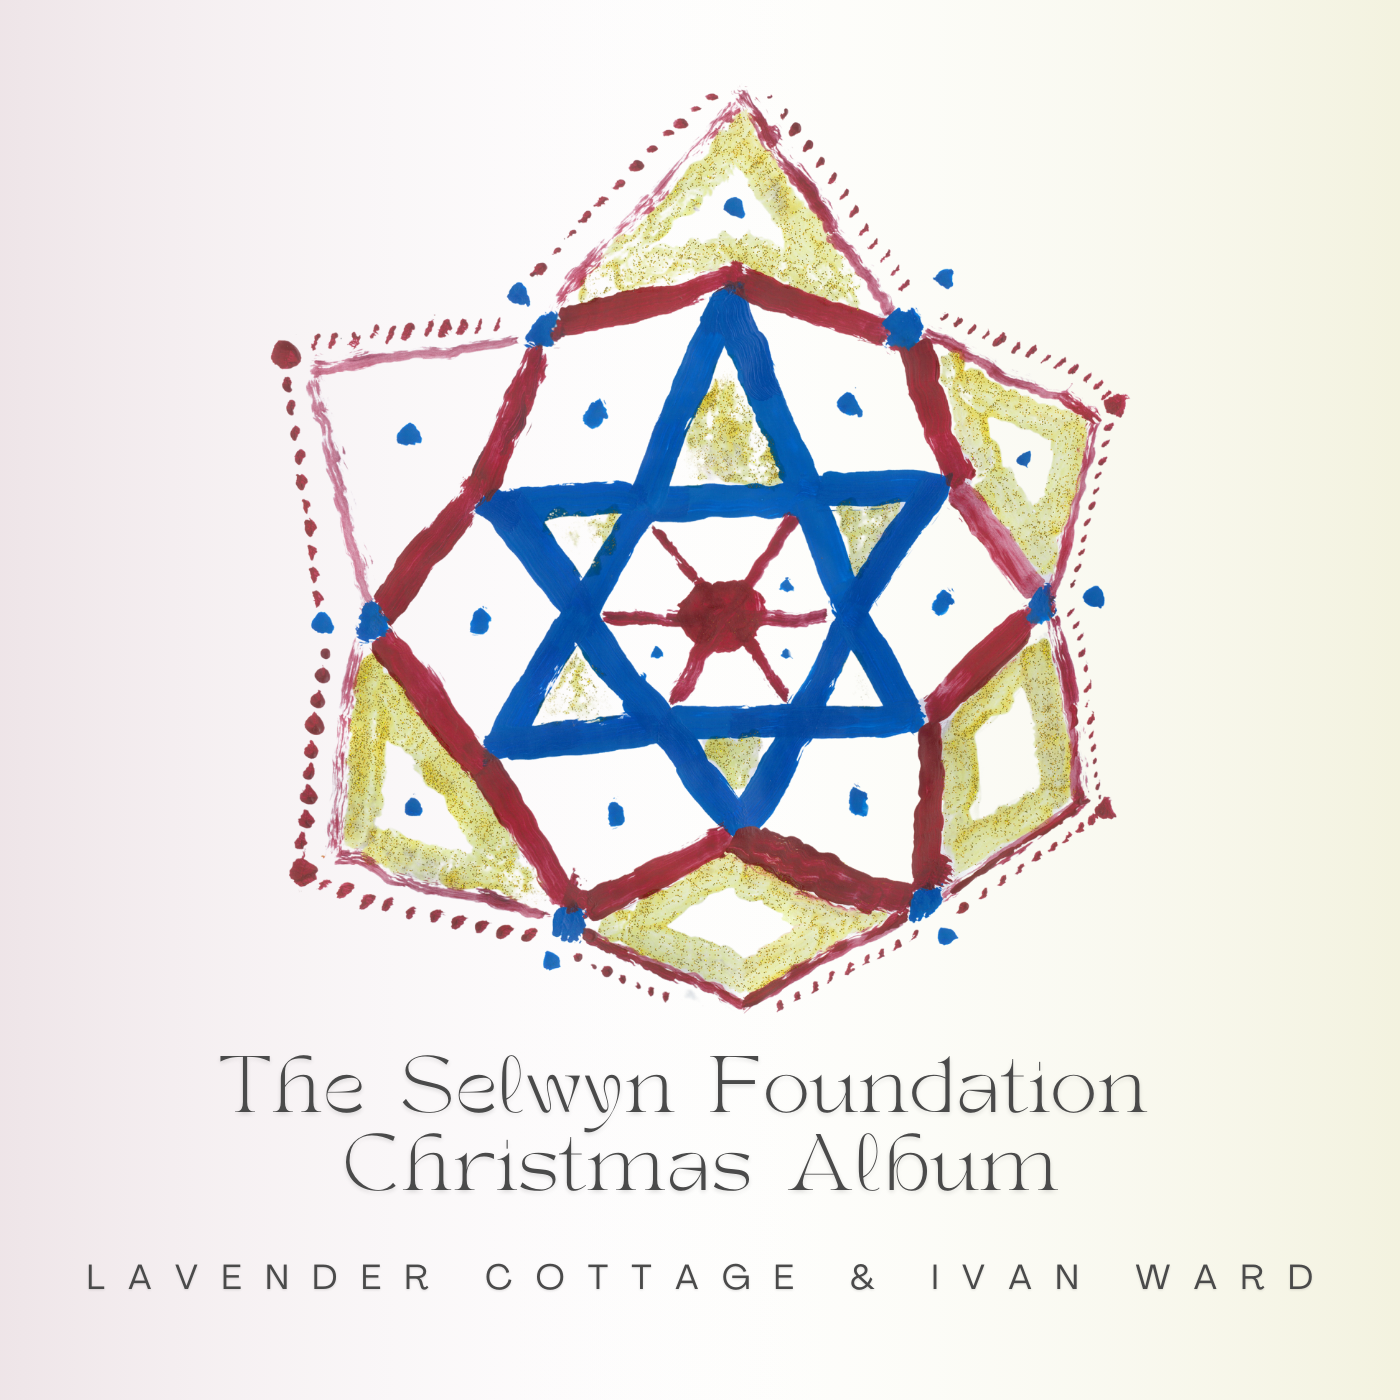 The Selwyn Foundation
Christmas Album
LAVENDER COTTAGE & IVAN WARD